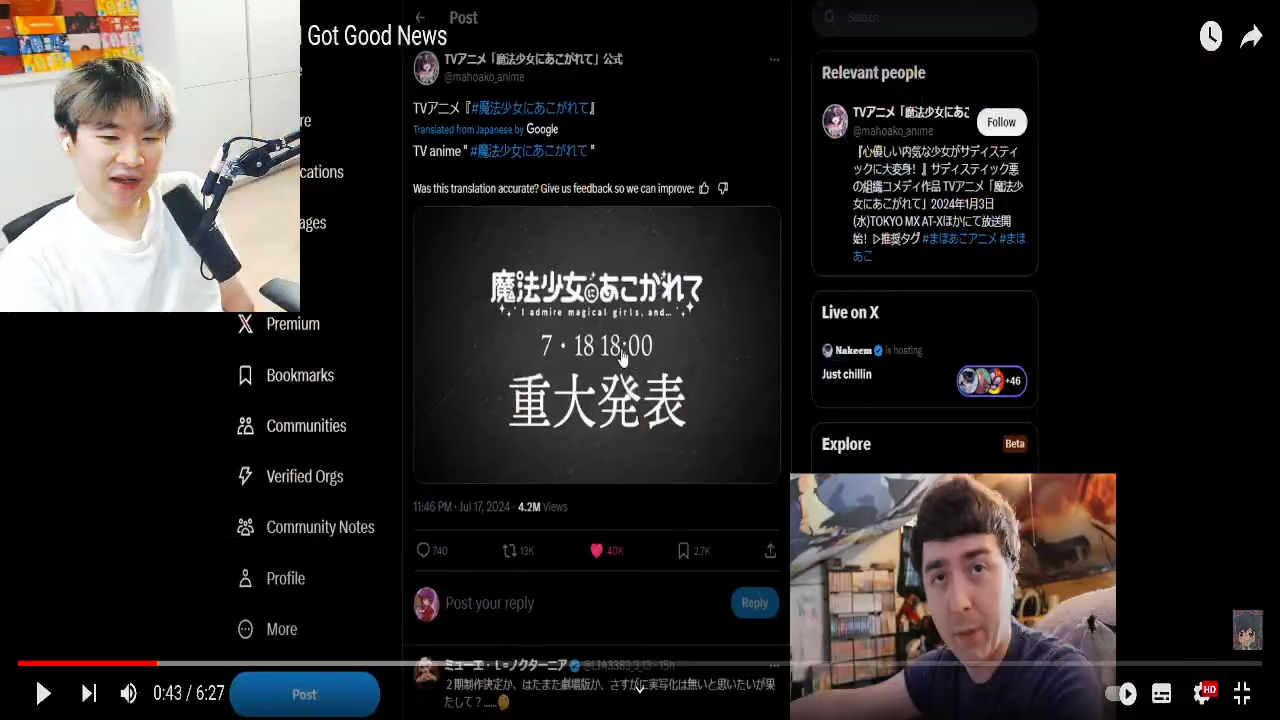 I Got Good News
Post
Search
TVアニメ「魔法少女にあこがれて」公式
@mahoako_anime
TVアニメ『#魔法少女にあこがれて』
Translated from Japanese by Google
TV anime " #魔法少女にあこがれて "
Was this translation accurate? Give us feedback so we can improve:
魔法少女にあこがれて
I admire magical girls, and...
7・18 18:00
重大発表
11:46 PM · Jul 17, 2024 · 4.2M Views
740
13K
40K
2.7K
Post your reply
Reply
ミューエ・L=ノクターニア
15h
2期制作決定か、はたまた劇場版か、さすがに実写化は無いと思いたいが果
たして？......🤔
re
cations
ages
Premium
Bookmarks
Communities
Verified Orgs
Community Notes
Profile
More
Post
Relevant people
TVアニメ「魔法少女にあこ
@mahoako_anime
Follow
『心優しい内気な少女がサディスティ
ックに大変身！』サディスティック悪
の組織コメディ作品 TVアニメ「魔法少
女にあこがれて」2024年1月3日
(水)TOKYO MX AT-Xほかにて放送開
始！▷推奨タグ #まほあこアニメ #まほ
あこ
Live on X
Nakeem is hosting
Just chillin
+46
Explore
Beta
0:43 / 6:27
HD